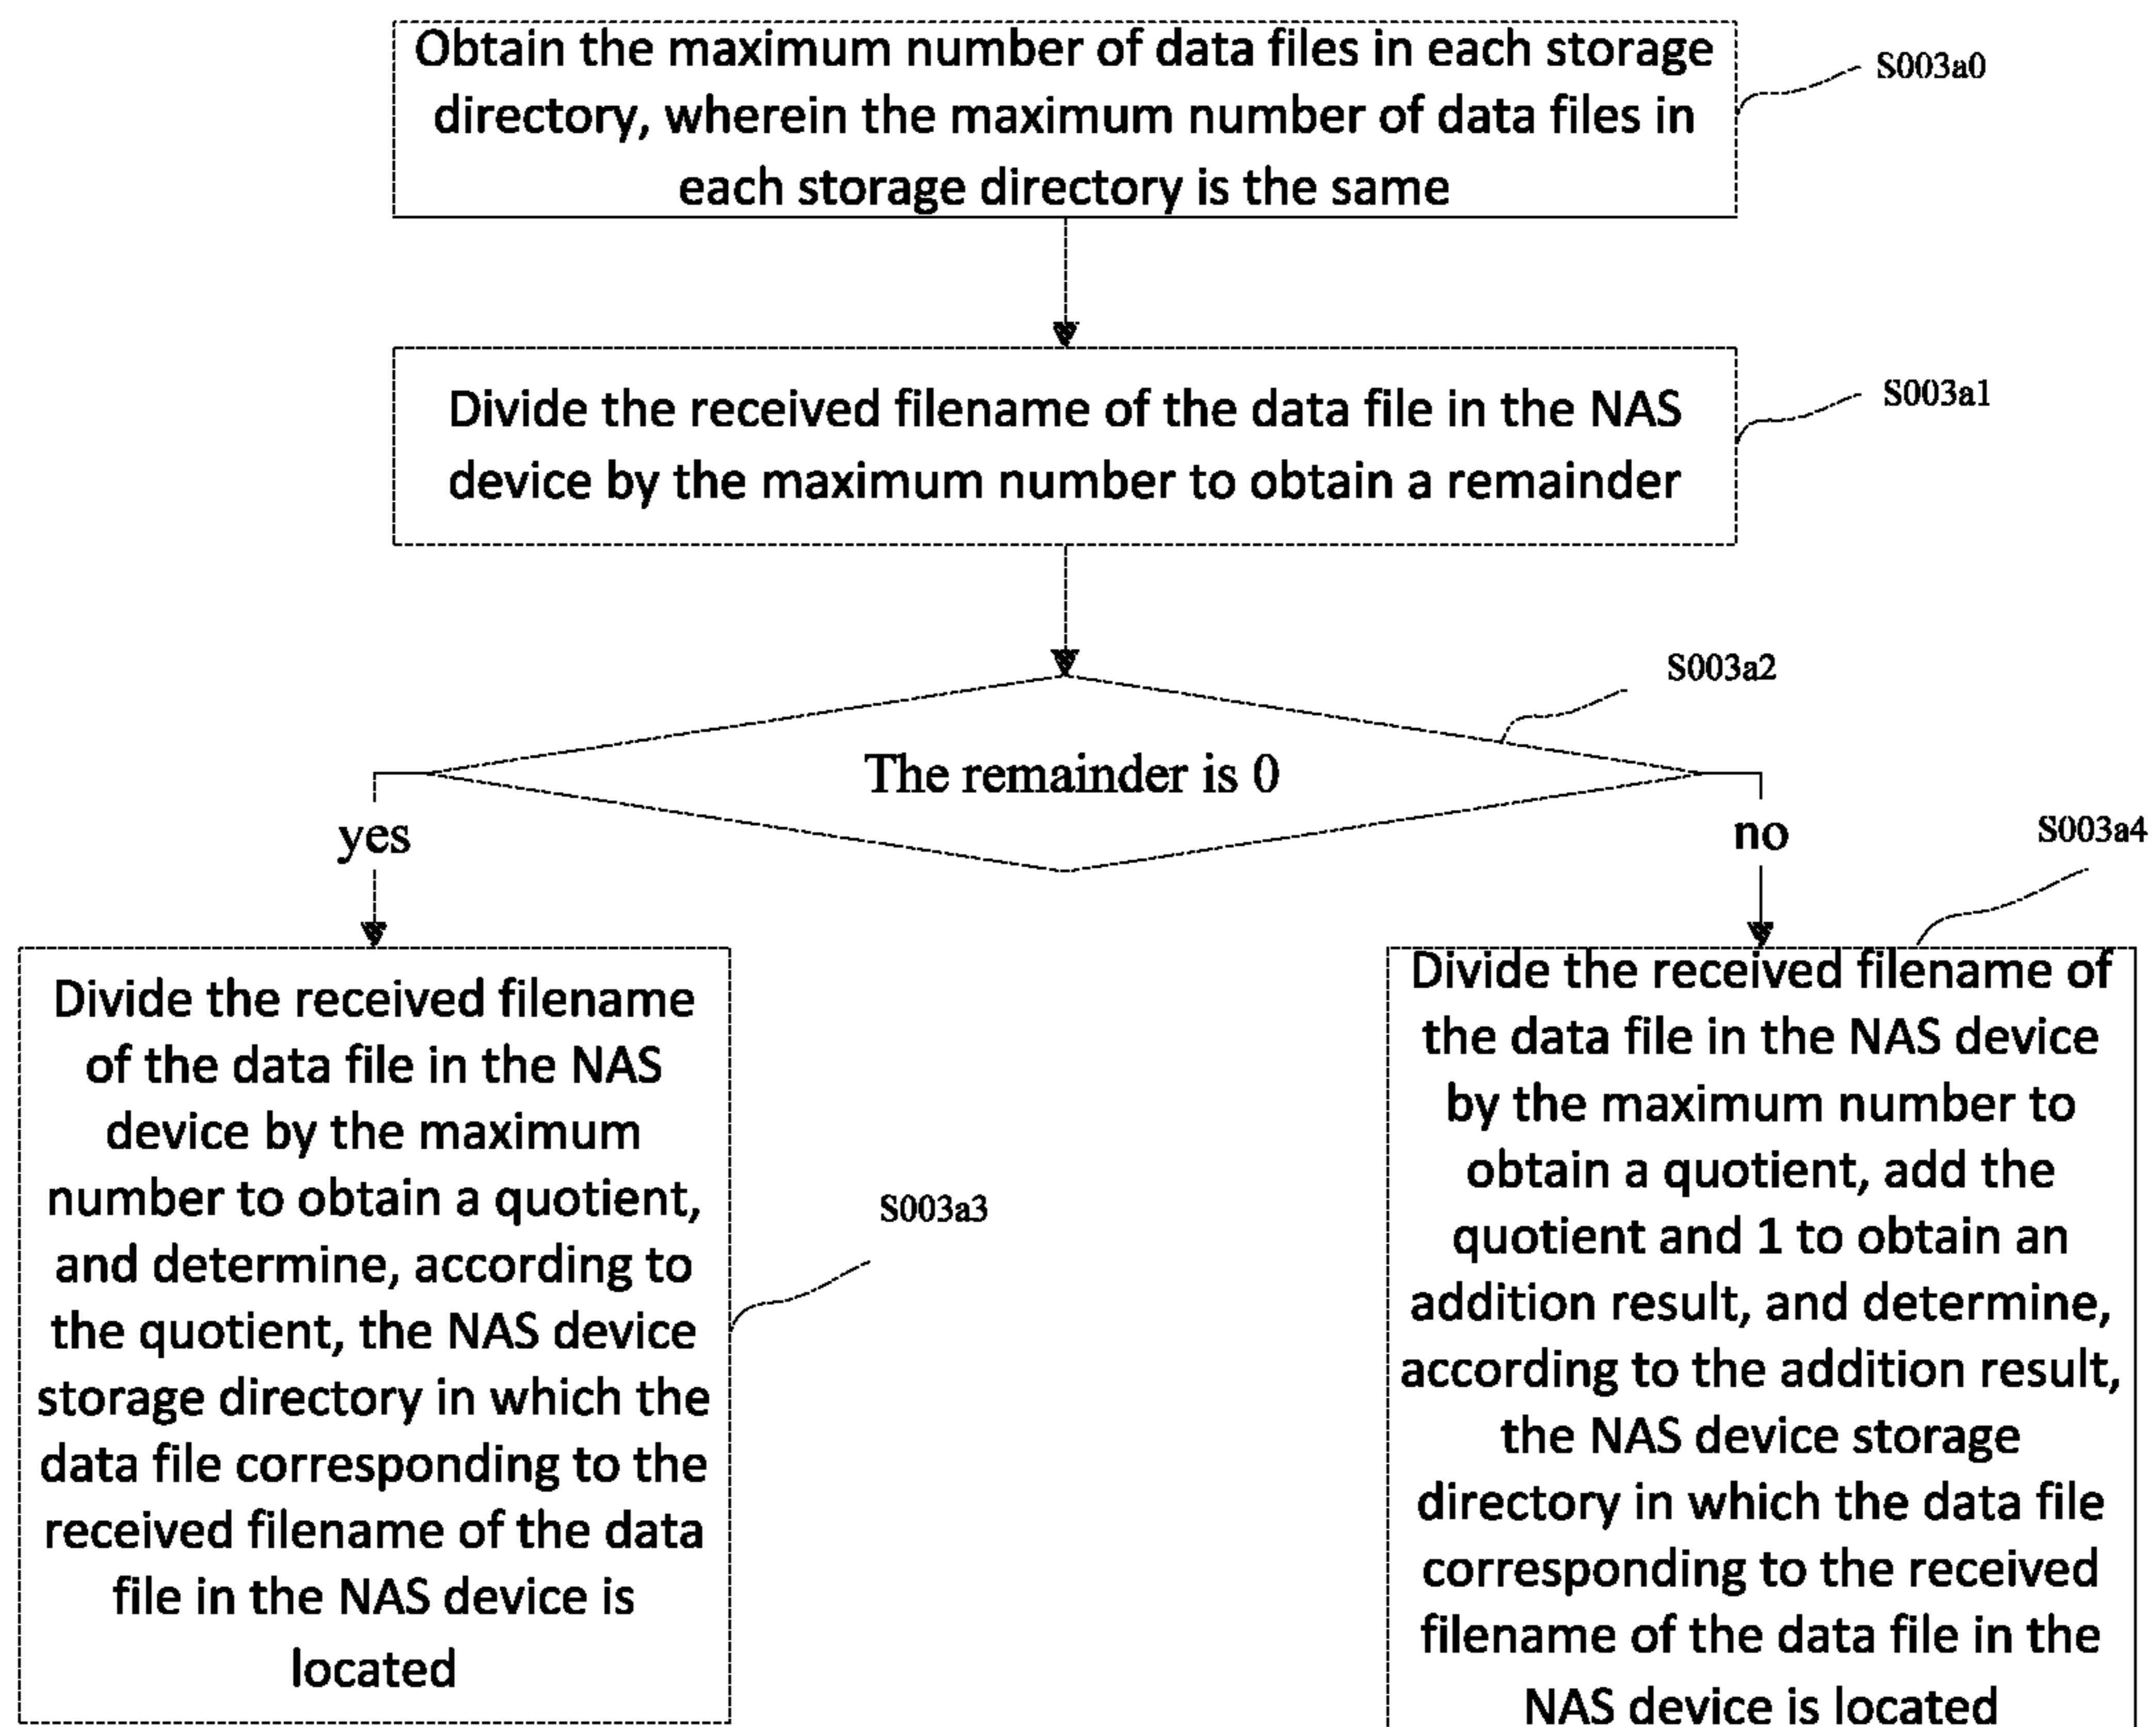 Obtain the maximum number of data files in each storage
directory, wherein the maximum number of data files in
each storage directory is the same
S003a0
Divide the received filename of the data file in the NAS
device by the maximum number to obtain a remainder
S003a1
S003a2
The remainder is 0
yes
no
S003a4
Divide the received filename
of the data file in the NAS
device by the maximum
number to obtain a quotient,
and determine, according to
the quotient, the NAS device
storage directory in which the
data file corresponding to the
received filename of the data
file in the NAS device is
located
S003a3
Divide the received filename of
the data file in the NAS device
by the maximum number to
obtain a quotient, add the
quotient and 1 to obtain an
addition result, and determine,
according to the addition result,
the NAS device storage
directory in which the data file
corresponding to the received
filename of the data file in the
NAS device is located